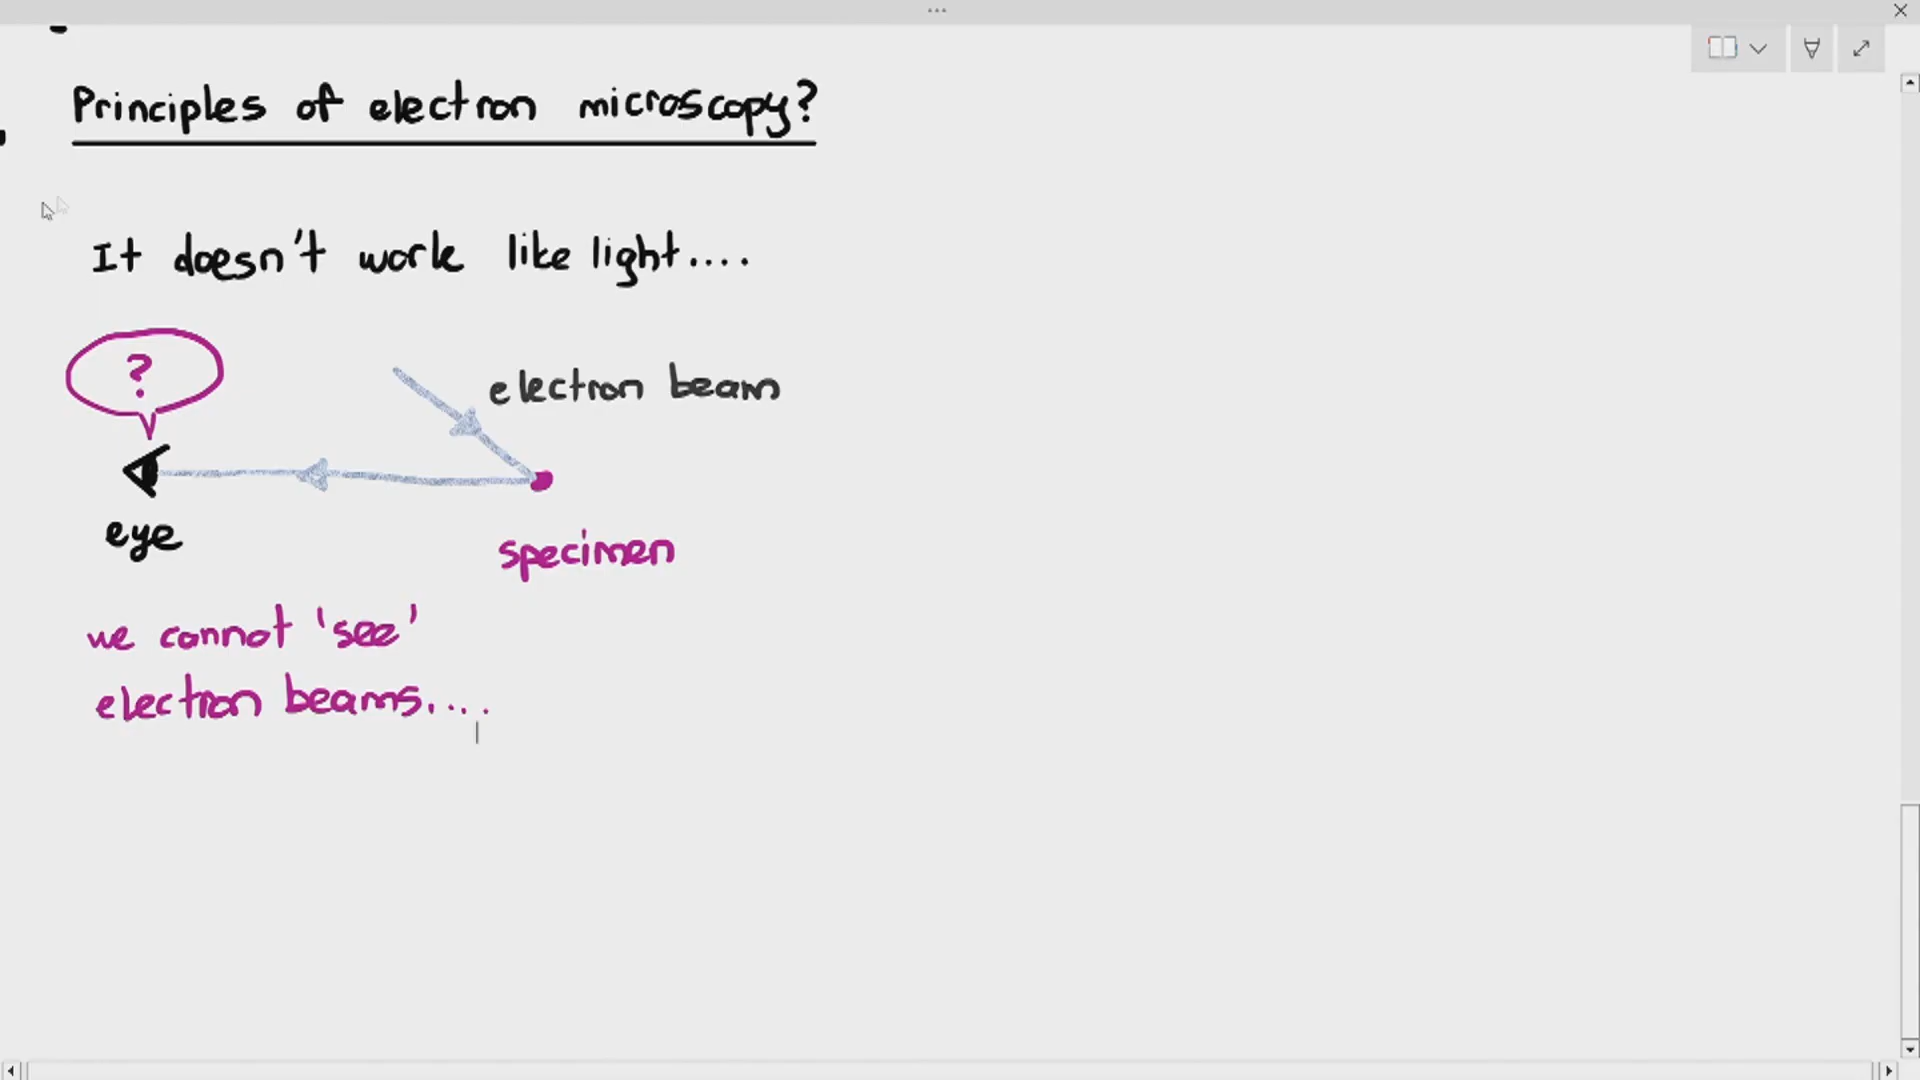 Principles of electron microscopy?
It doesn't work like light....
?
electron beam
eye
specimen
we cannot 'see'
electron beams....